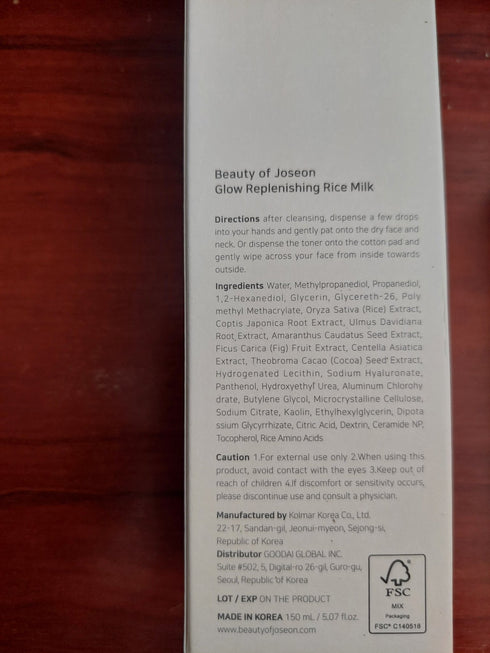 Beauty of Joseon
Glow Replenishing Rice Milk
Directions after cleansing, dispense a few drops
into your hands and gently pat onto the dry face and
neck. Or dispense the toner onto the cotton pad and
gently wipe across your face from inside towards
outside.
Ingredients Water, Methylpropanediol, Propanediol,
1,2-Hexanediol, Glycerin, Glycereth-26, Poly
methyl Methacrylate, Oryza Sativa (Rice) Extract,
Coptis Japonica Root Extract, Ulmus Davidiana
Root Extract, Amaranthus Caudatus Seed Extract,
Ficus Carica (Fig) Fruit Extract, Centella Asiatica
Extract, Theobroma Cacao (Cocoa) Seed Extract,
Hydrogenated Lecithin, Sodium Hyaluronate,
Panthenol, Hydroxyethyl Urea, Aluminum Chlorohy
drate, Butylene Glycol, Microcrystalline Cellulose,
Sodium Citrate, Kaolin, Ethylhexylglycerin, Dipota
ssium Glycyrrhizate, Citric Acid, Dextrin, Ceramide NP,
Tocopherol, Rice Amino Acids
Caution 1.For external use only 2.When using this
product, avoid contact with the eyes 3.Keep out of
reach of children 4.If discomfort or sensitivity occurs,
please discontinue use and consult a physician.
Manufactured by Kolmar Korea Co., Ltd.
22-17, Sandan-gil, Jeonui-myeon, Sejong-si,
Republic of Korea
Distributor GOODAI GLOBAL INC.
Suite #502, 5, Digital-ro 26-gil, Guro-gu,
Seoul, Republic of Korea
LOT / EXP ON THE PRODUCT
MADE IN KOREA 150 mL / 5.07 fl.oz.
www.beautyofjoseon.com
FSC
MIX
Packaging
FSC® C140518